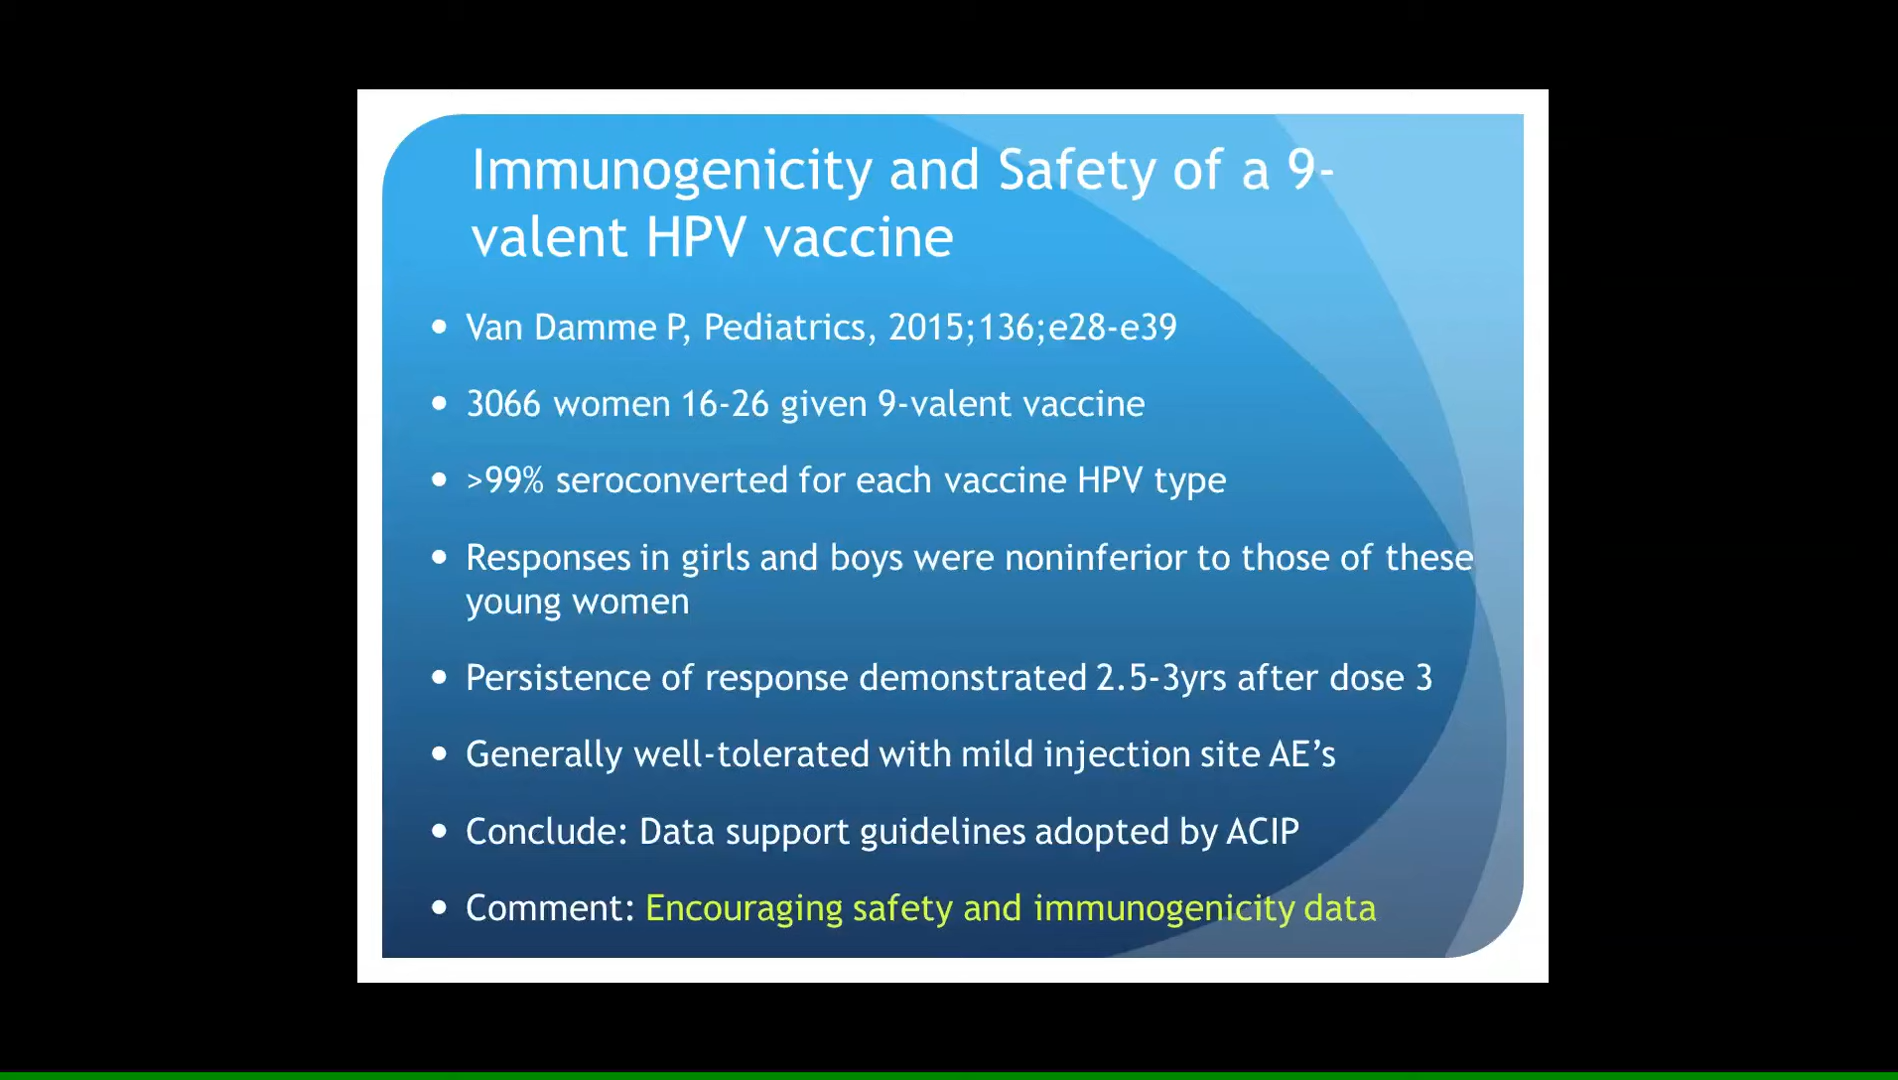 Immunogenicity and Safety of a 9-
valent HPV vaccine
• Van Damme P, Pediatrics, 2015;136;e28-e39
• 3066 women 16-26 given 9-valent vaccine
• >99% seroconverted for each vaccine HPV type
• Responses in girls and boys were noninferior to those of these
young women
• Persistence of response demonstrated 2.5-3yrs after dose 3
• Generally well-tolerated with mild injection site AE’s
• Conclude: Data support guidelines adopted by ACIP
• Comment: Encouraging safety and immunogenicity data